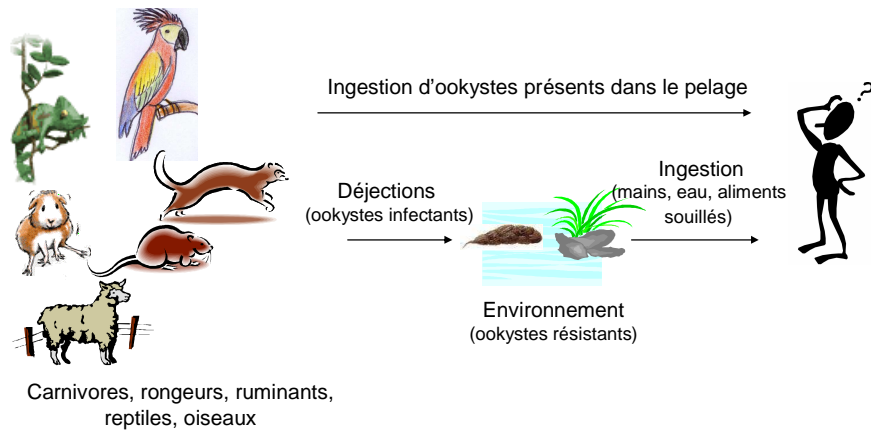 Ingestion d'ookystes présents dans le pelage
?
Déjections
(ookystes infectants)
Ingestion
(mains, eau, aliments
souillés)
Environnement
(ookystes résistants)
Carnivores, rongeurs, ruminants,
reptiles, oiseaux